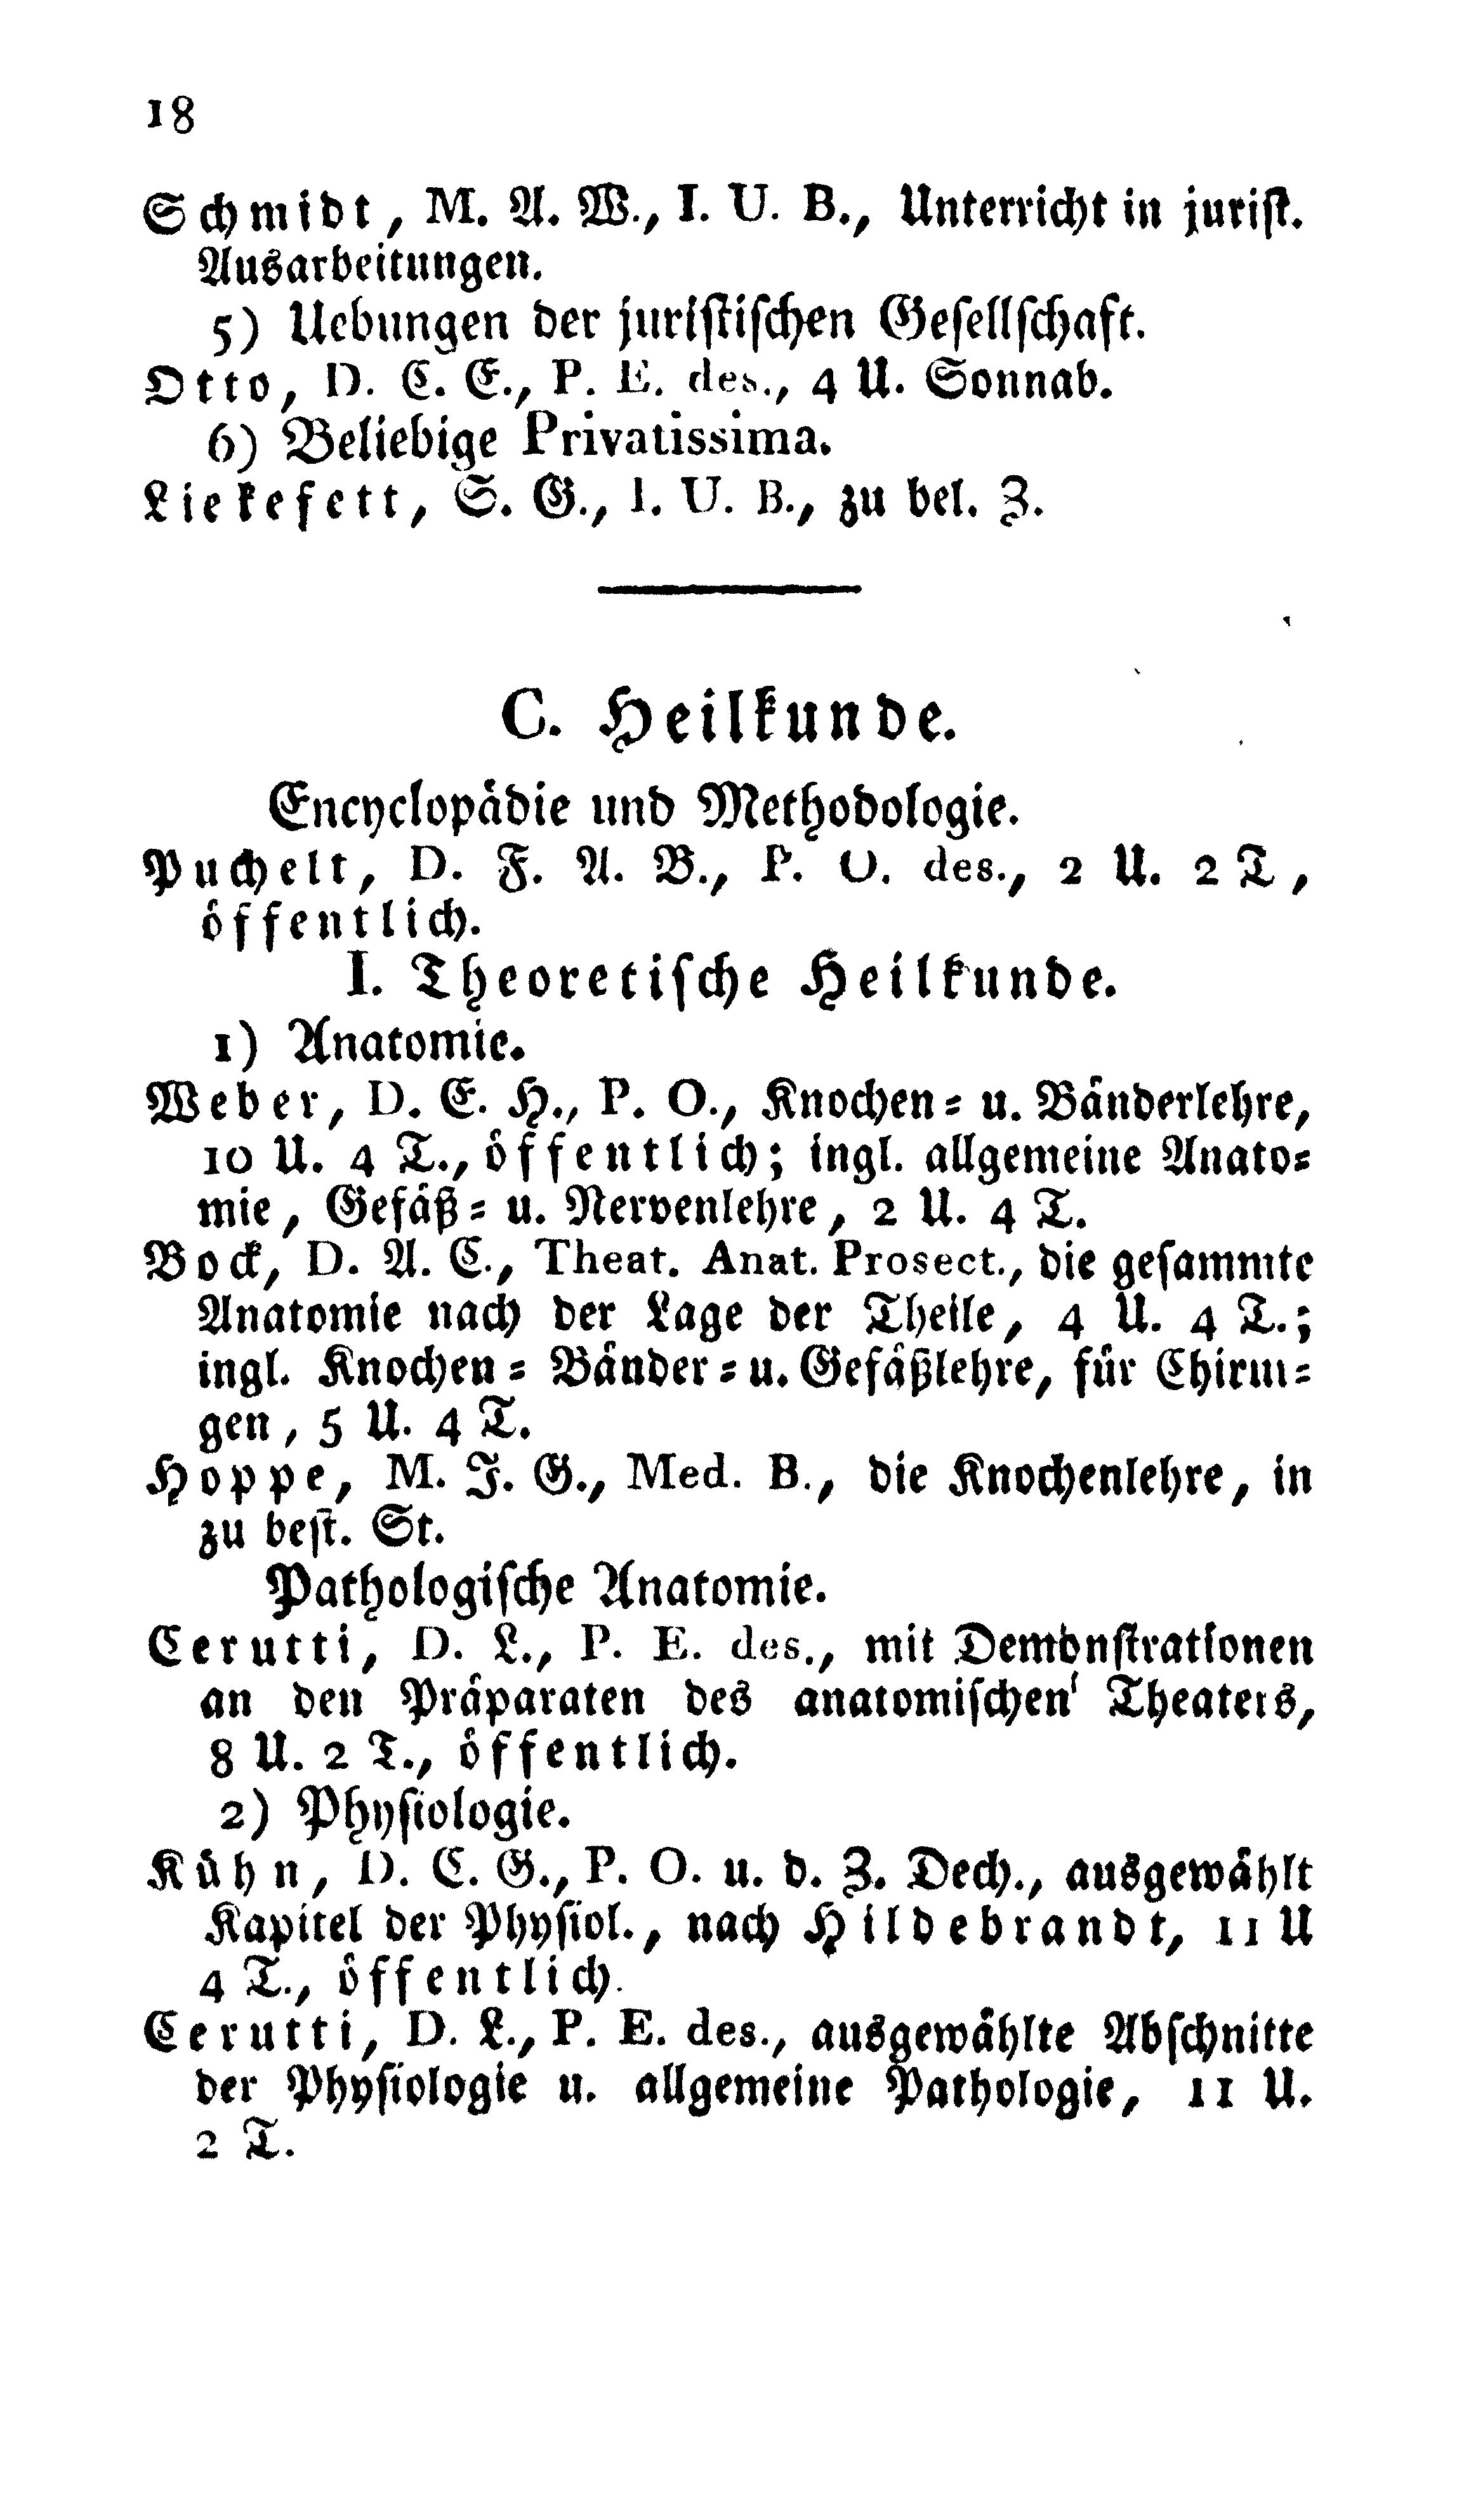 18
Schmidt, M. A. W., I. U. B., Unterricht in jurist.
Ausarbeitungen.
5) Uebungen der juristischen Gesellschaft.
Otto, D. C. E., P. E. des., 4 U. Sonnab.
6) Beliebige Privatissima.
Liekefett, S. G., I. U. B., zu bel. Z.
C. Heilkunde.
Encyclopädie und Methodologie.
Puchelt, D. F. A. B., P. O. des., 2 U. 2 T,
öffentlich.
I. Theoretische Heilkunde.
1) Anatomie.
Weber, D. E. H., P. O., Knochen- u. Bänderlehre,
10 U. 4 T., öffentlich; ingl. allgemeine Anato-
mie, Gefäß- u. Nervenlehre, 2 U. 4 T.
Bock, D. A. C., Theat. Anat. Prosect., die gesammte
Anatomie nach der Lage der Theile, 4 U. 4 T.;
ingl. Knochen- Bänder- u. Gefäßlehre, für Chirur-
gen, 5 U. 4 T.
Hoppe, M. J. G., Med. B., die Knochenlehre, in
zu best. St.
Pathologische Anatomie.
Cerutti, D. L., P. E. des., mit Demonstrationen
an den Präparaten des anatomischen Theaters,
8 U. 2 T., öffentlich.
2) Physiologie.
Kühn, D. C. G., P. O. u. d. Z. Dech., ausgewählt
Kapitel der Physiol., nach Hildebrandt, 11 U
4 T., öffentlich.
Cerutti, D. L., P. E. des., ausgewählte Abschnitte
der Physiologie u. allgemeine Pathologie, 11 U.
2 T.